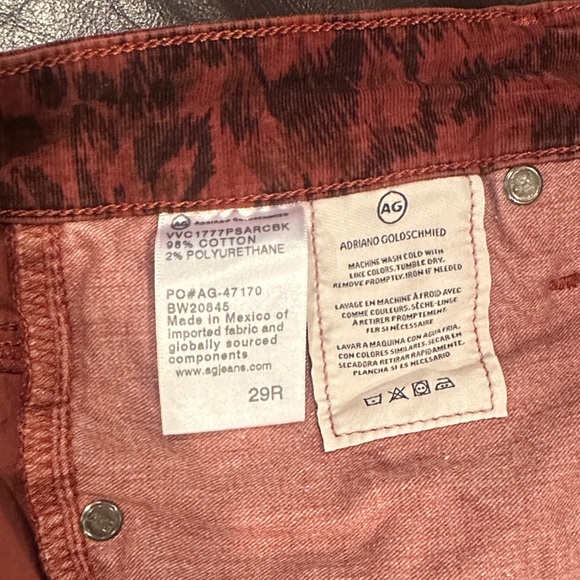 AG ADRIANO GOLDSCHMIED
VVC1777PSARCBK
98% COTTON
2% POLYURETHANE
PO#AG-47170
BW20845
Made in Mexico of
imported fabric and
globally sourced
components
www.agjeans.com
29R
AG
ADRIANO GOLDSCHMIED
MACHINE WASH COLD WITH
LIKE COLORS. TUMBLE DRY.
REMOVE PROMPTLY. IRON IF NEEDED
LAVAGE EN MACHINE À FROID AVEC
COMME COULEURS. SÈCHE-LINGE
À RETIRER PROMPTEMENT
FER SI NÉCESSAIRE
LAVAR A MAQUINA CON AGUA FRIA,
CON COLORES SIMILARES. SECAR EN
SECADORA RETIRAR RAPIDAMENTE.
PLANCHA SI ES NECESARIO